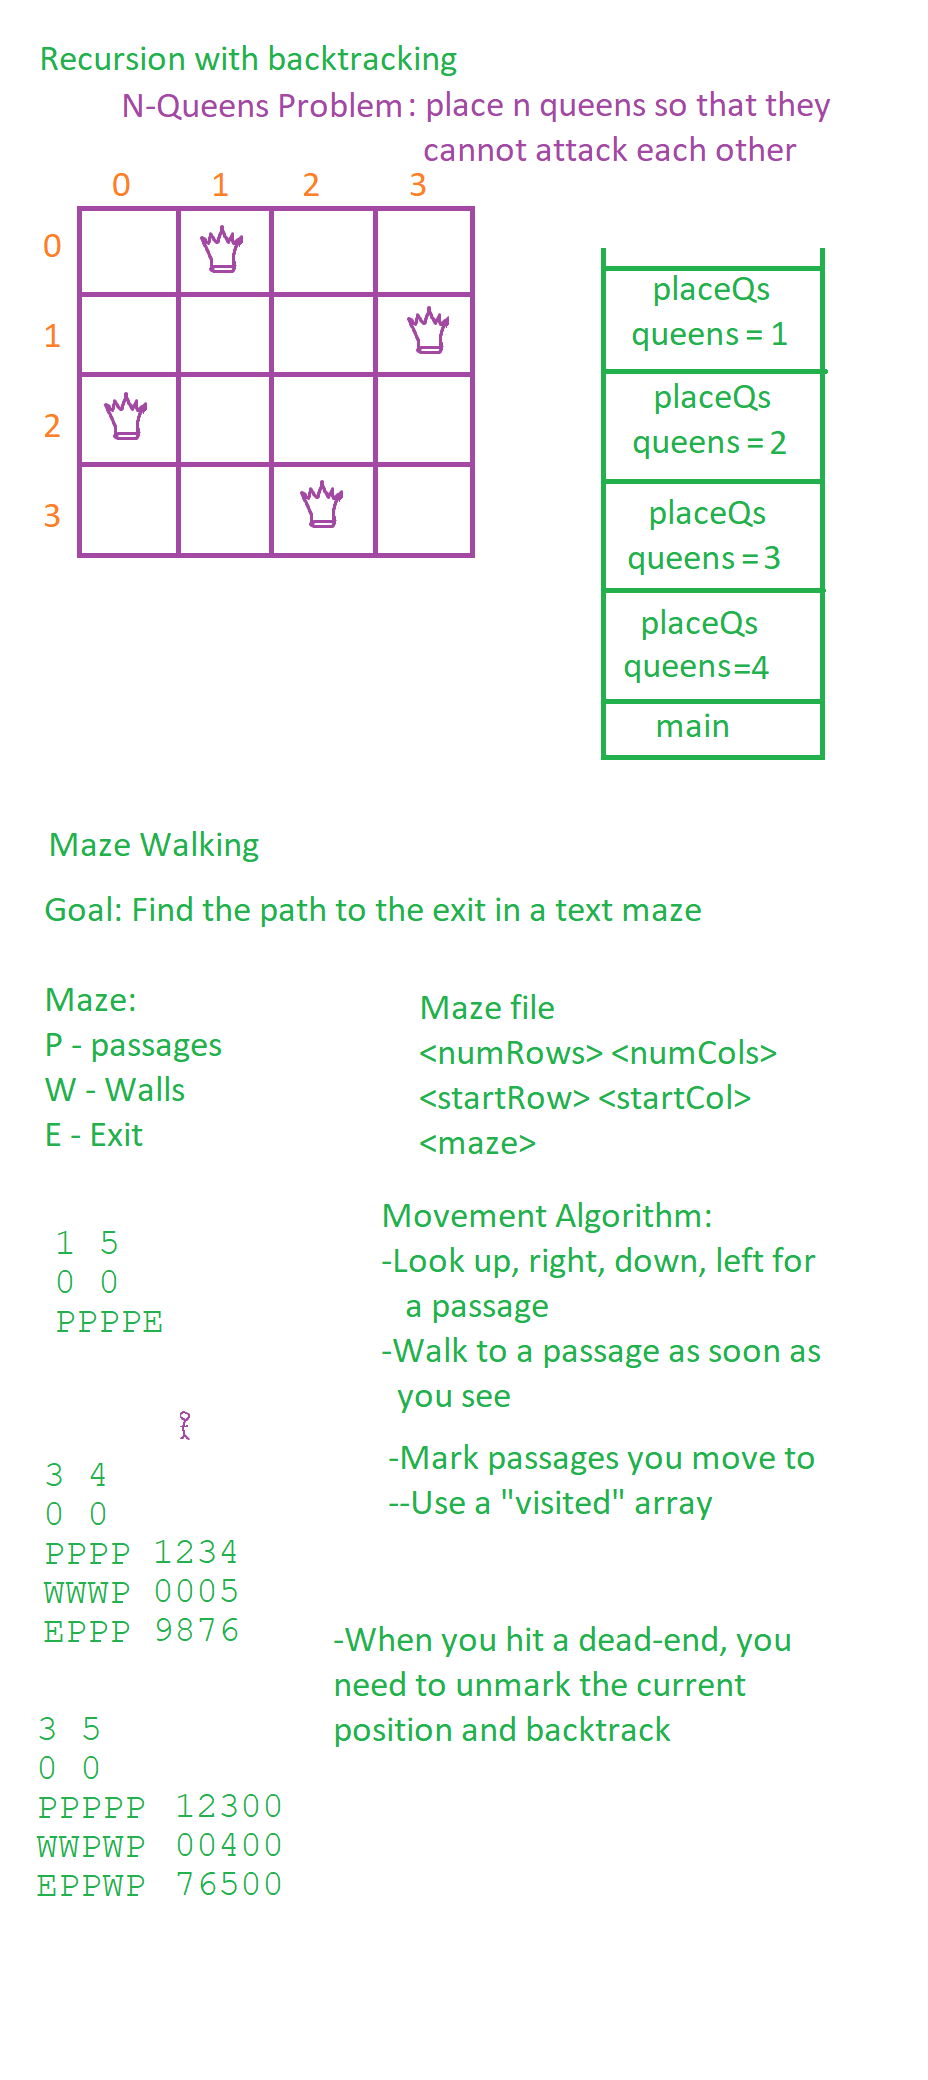 Recursion with backtracking
N-Queens Problem : place n queens so that they
cannot attack each other
0 1 2 3
0
1
2
3
placeQs
queens = 1
placeQs
queens = 2
placeQs
queens = 3
placeQs
queens=4
main
Maze Walking
Goal: Find the path to the exit in a text maze
Maze:
P - passages
W - Walls
E - Exit
Maze file
<numRows> <numCols>
<startRow> <startCol>
<maze>
Movement Algorithm:
-Look up, right, down, left for
a passage
-Walk to a passage as soon as
you see
-Mark passages you move to
--Use a "visited" array
-When you hit a dead-end, you
need to unmark the current
position and backtrack
1 5
0 0
PPPPE
3 4
0 0
PPPP 1234
WWWP 0005
EPPP 9876
3 5
0 0
PPPPP 12300
WWPWP 00400
EPPWP 76500